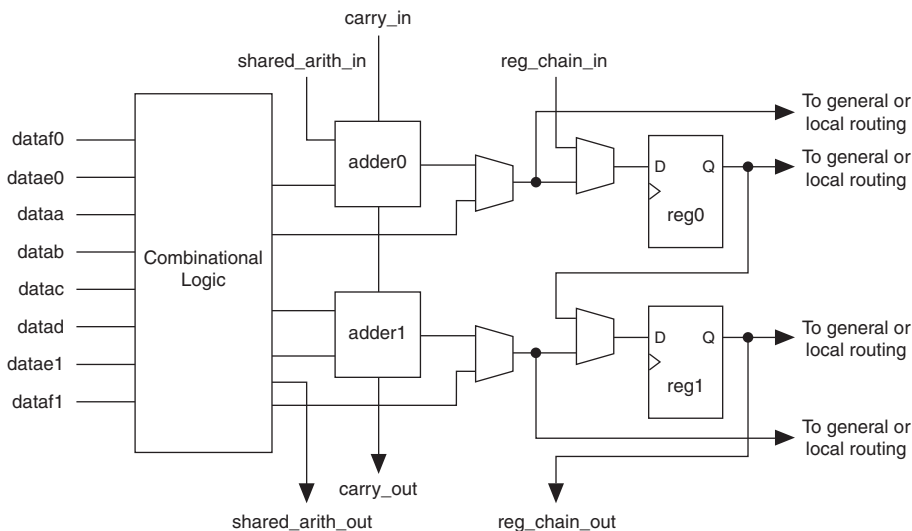 carry_in
shared_arith_in
reg_chain_in
To general or
local routing
dataf0
datae0
dataa
datab
datac
datad
datae1
dataf1
Combinational
Logic
adder0
D
Q
reg0
To general or
local routing
adder1
D
Q
reg1
To general or
local routing
To general or
local routing
carry_out
shared_arith_out
reg_chain_out